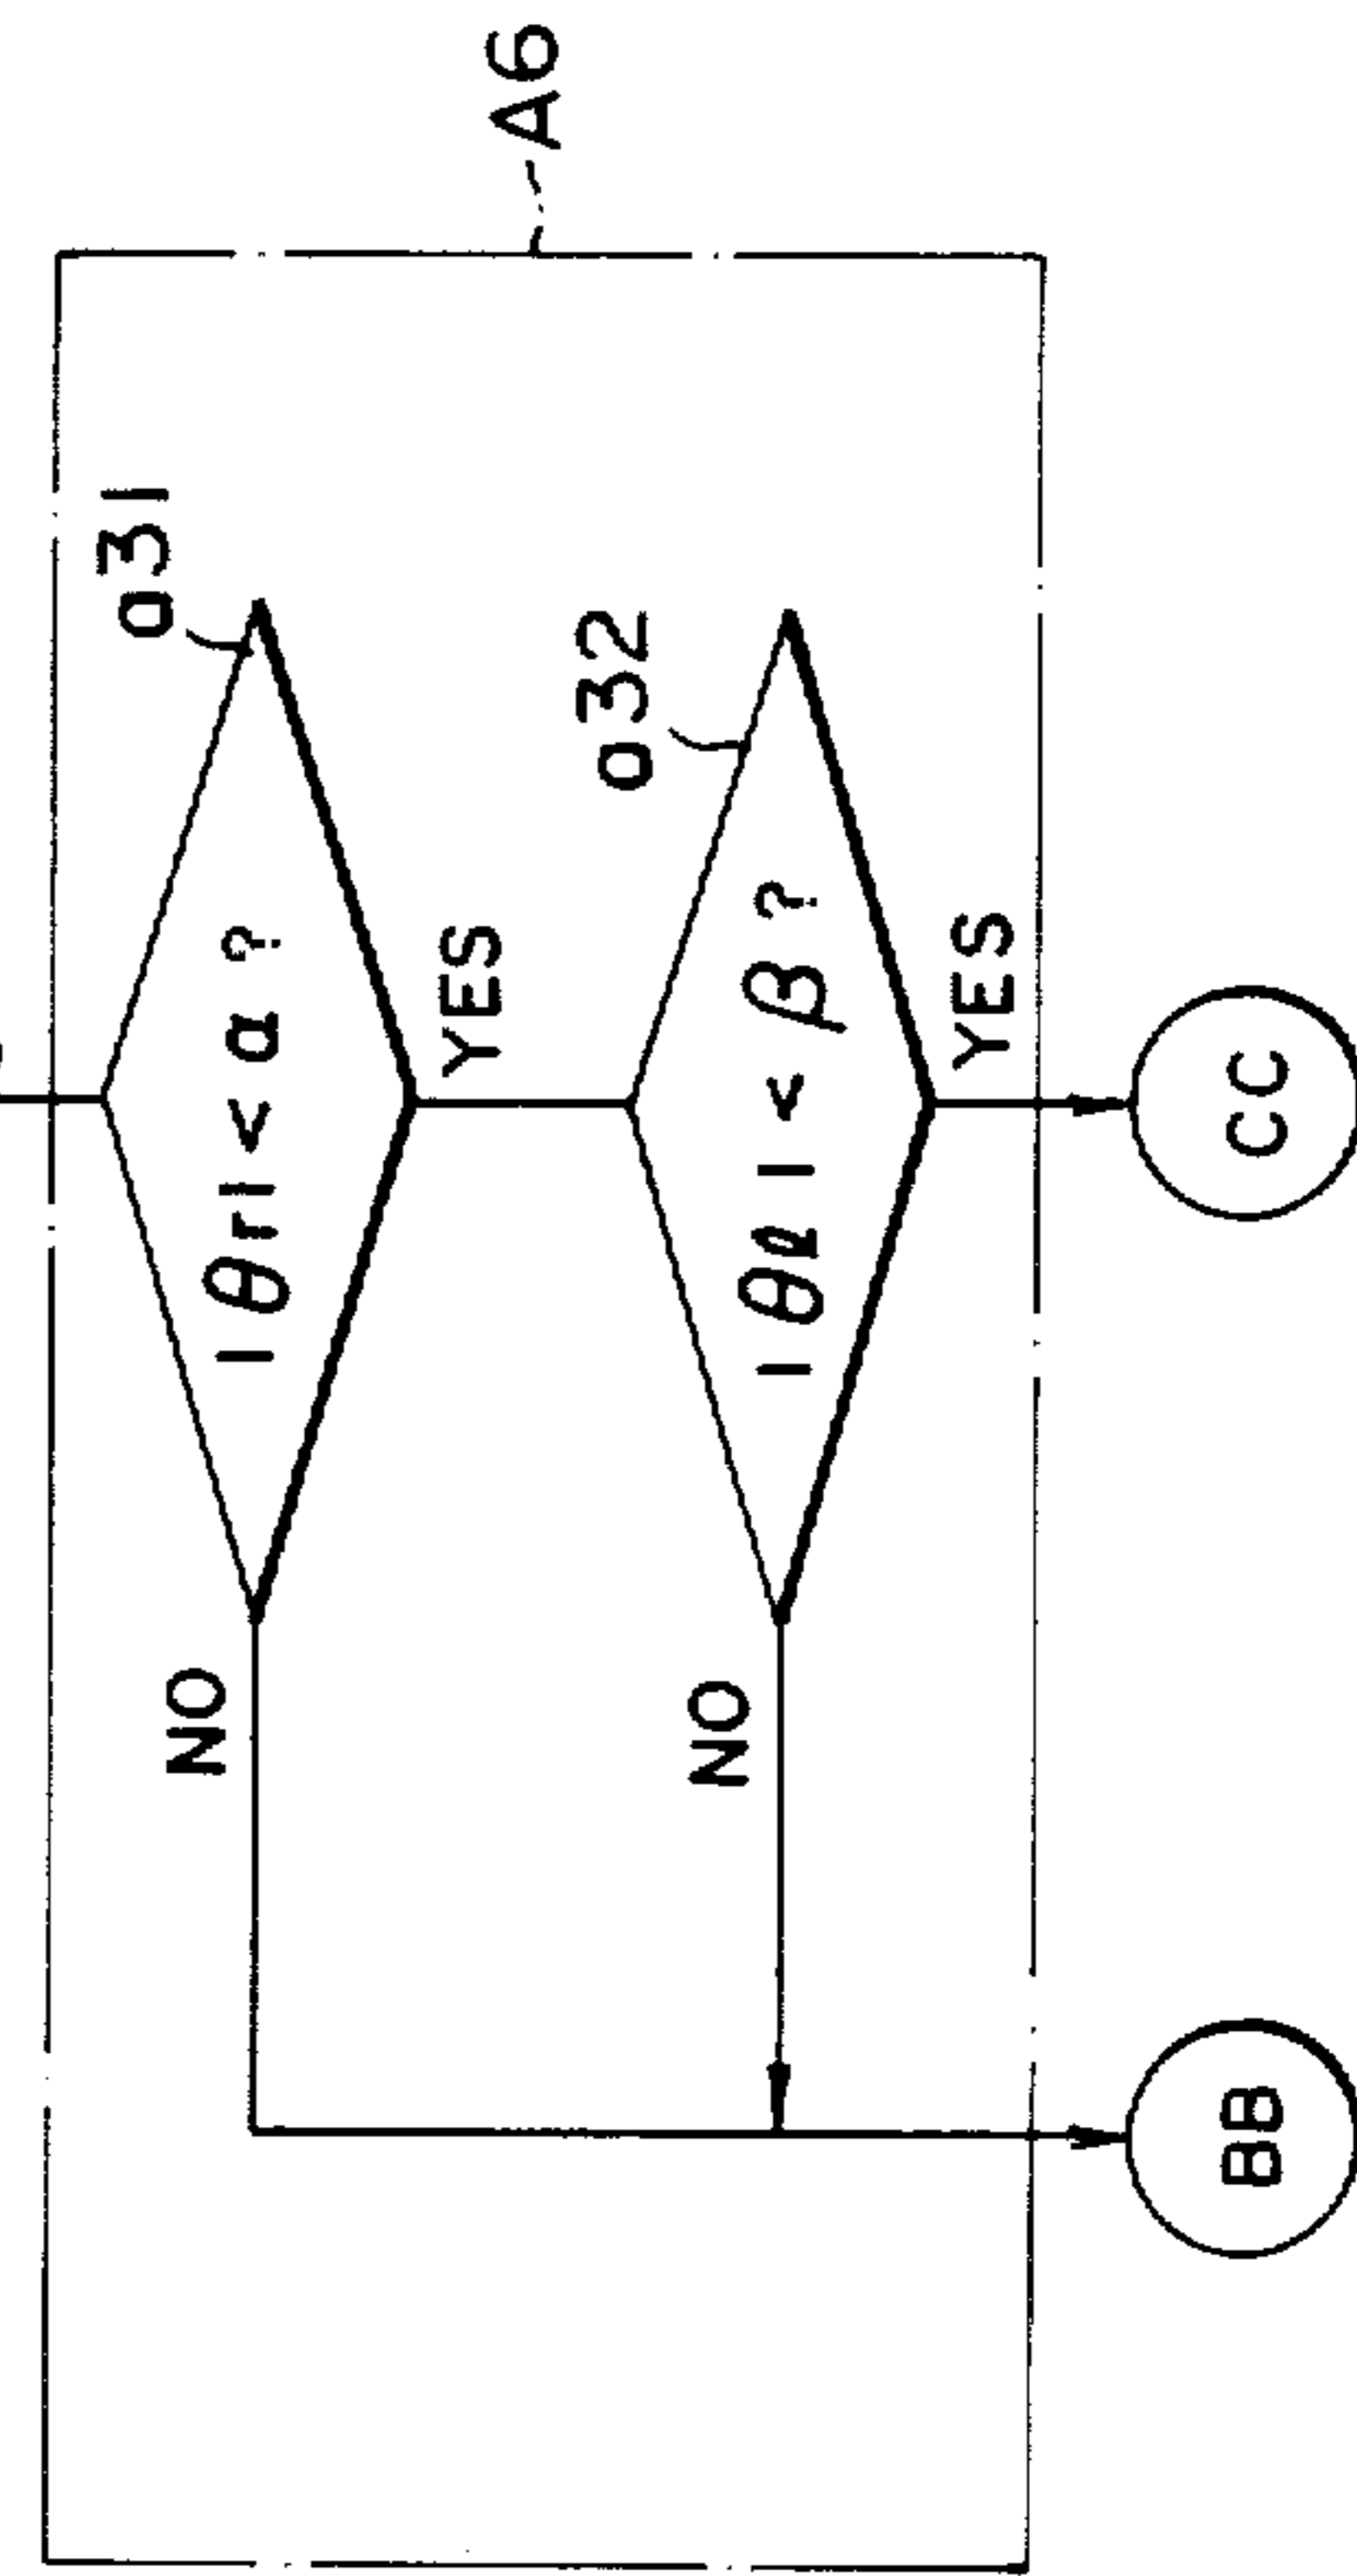 a31
NO
|θr|< α ?
YES
A6
a32
NO
|θℓ| < β ?
YES
BB
CC